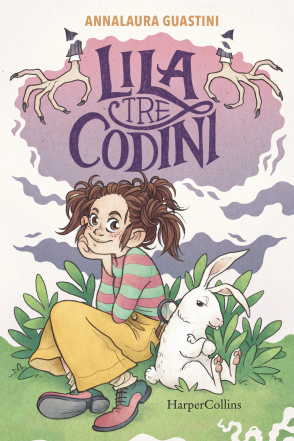 ANNALAURA GUASTINI
LILA
TRE
CODINI
HarperCollins